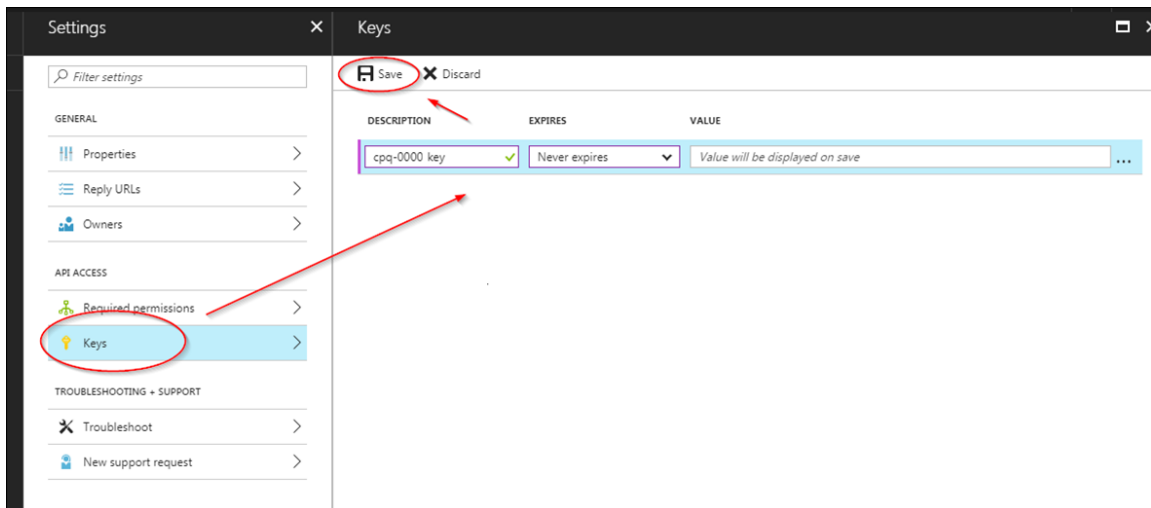 Settings
Filter settings
GENERAL
Properties
Reply URLs
Owners
API ACCESS
Required permissions
Keys
TROUBLESHOOTING + SUPPORT
Troubleshoot
New support request
Keys
Save Discard
DESCRIPTION EXPIRES VALUE
cpq-0000 key Never expires Value will be displayed on save